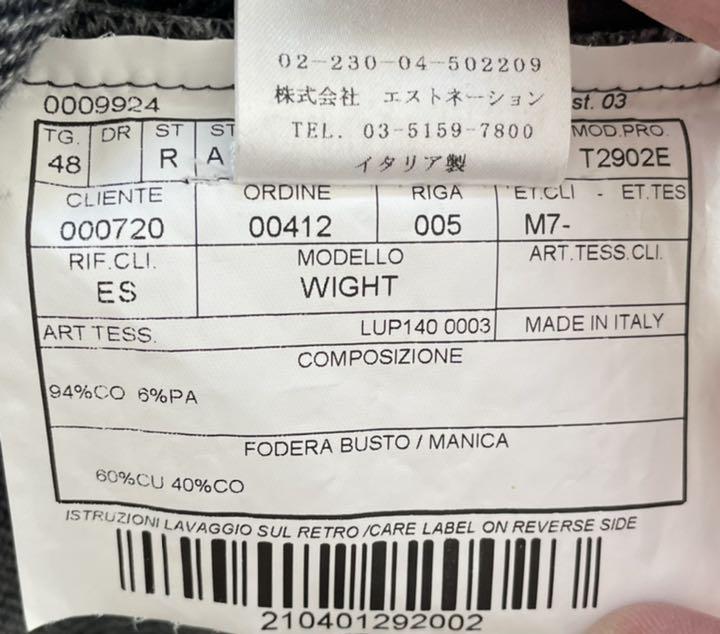 02-230-04-502209
株式会社 エストネーション
TEL. 03-5159-7800
イタリア製
0009924
st. 03
TG. DR ST ST MOD.PRO.
48 R A T2902E
CLIENTE ORDINE RIGA ET.CLI - ET.TES
000720 00412 005 M7-
RIF.CLI. MODELLO ART.TESS.CLI.
ES WIGHT
ART TESS. LUP140 0003 MADE IN ITALY
COMPOSIZIONE
94%CO 6%PA
FODERA BUSTO / MANICA
60%CU 40%CO
ISTRUZIONI LAVAGGIO SUL RETRO /CARE LABEL ON REVERSE SIDE
210401292002